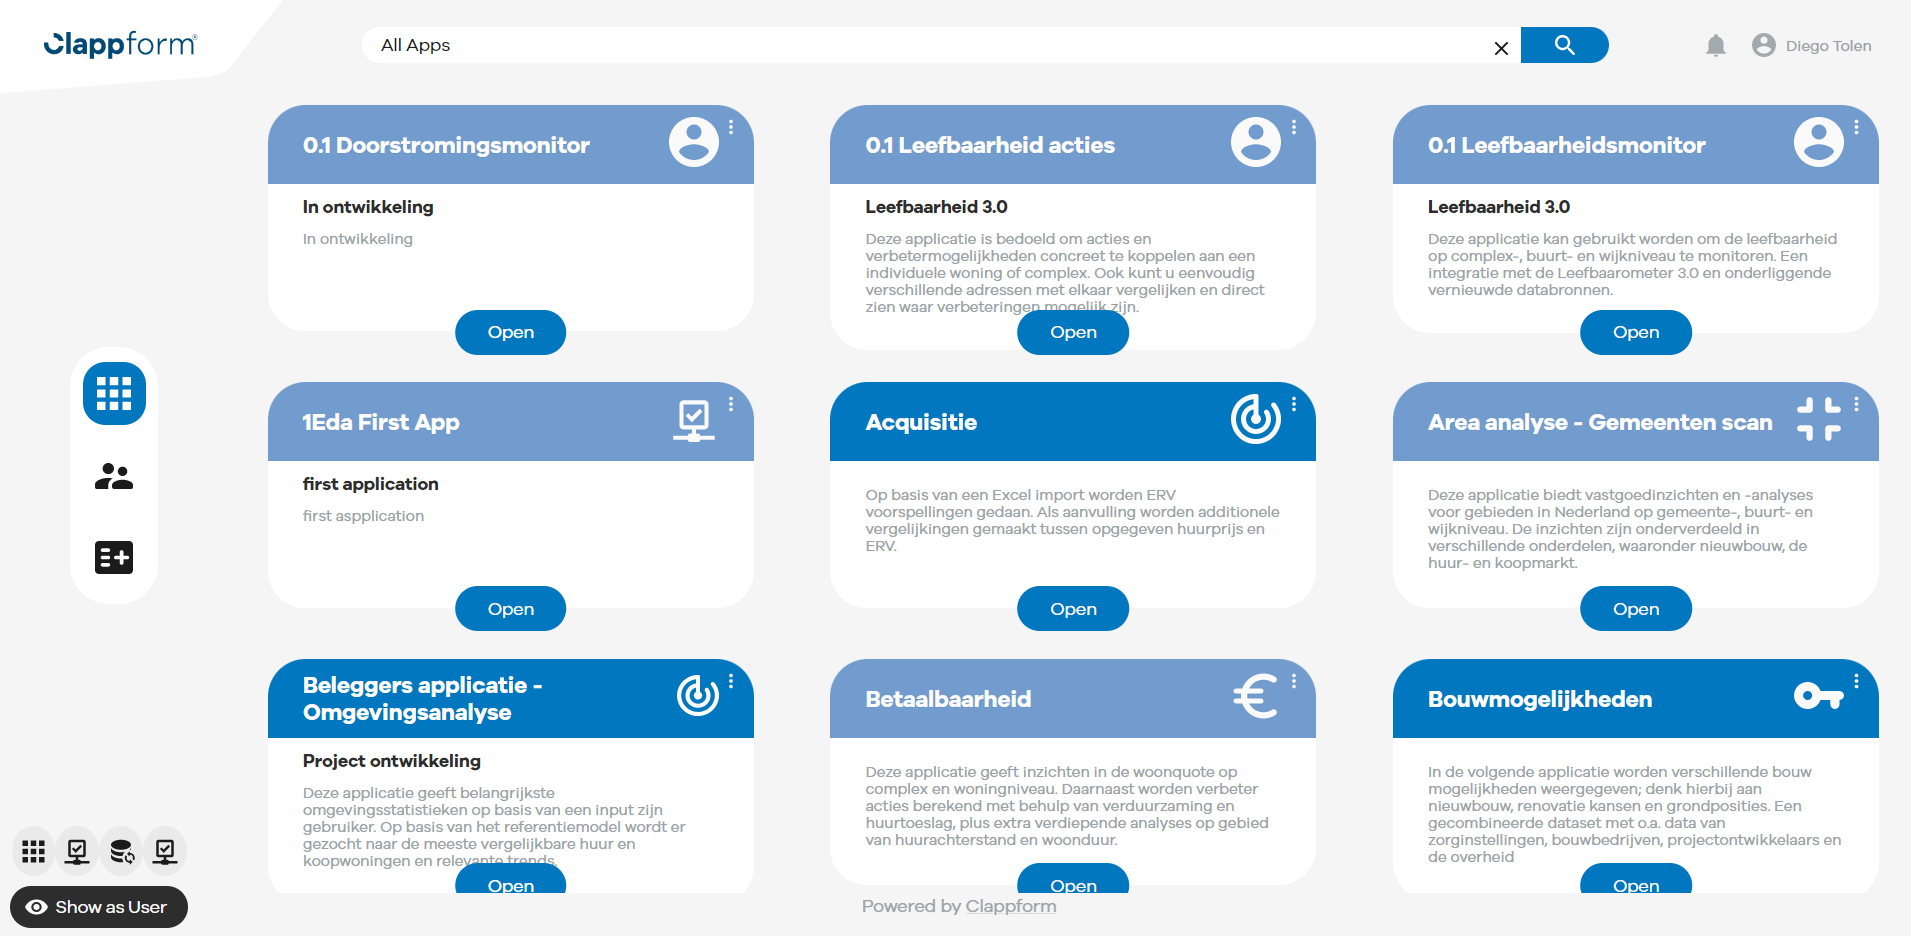 Clappform®
All Apps
Diego Tolen
0.1 Doorstromingsmonitor
In ontwikkeling
In ontwikkeling
Open
0.1 Leefbaarheid acties
Leefbaarheid 3.0
Deze applicatie is bedoeld om acties en
verbetermogelijkheden concreet te koppelen aan een
individuele woning of complex. Ook kunt u eenvoudig
verschillende adressen met elkaar vergelijken en direct
zien waar verbeteringen mogelijk zijn.
Open
0.1 Leefbaarheidsmonitor
Leefbaarheid 3.0
Deze applicatie kan gebruikt worden om de leefbaarheid
op complex-, buurt- en wijkniveau te monitoren. Een
integratie met de Leefbaarometer 3.0 en onderliggende
vernieuwde databronnen.
Open
1Eda First App
first application
first aspplication
Open
Acquisitie
Op basis van een Excel import worden ERV
voorspellingen gedaan. Als aanvulling worden additionele
vergelijkingen gemaakt tussen opgegeven huurprijs en
ERV.
Open
Area analyse - Gemeenten scan
Deze applicatie biedt vastgoedinzichten en -analyses
voor gebieden in Nederland op gemeente-, buurt- en
wijkniveau. De inzichten zijn onderverdeeld in
verschillende onderdelen, waaronder nieuwbouw, de
huur- en koopmarkt.
Open
Beleggers applicatie -
Omgevingsanalyse
Project ontwikkeling
Deze applicatie geeft belangrijkste
omgevingsstatistieken op basis van een input zijn
gebruiker. Op basis van het referentiemodel wordt er
gezocht naar de meeste vergelijkbare huur en
koopwoningen en relevante trends.
Open
Betaalbaarheid
Deze applicatie geeft inzichten in de woonquote op
complex en woningniveau. Daarnaast worden verbeter
acties berekend met behulp van verduurzaming en
huurtoeslag, plus extra verdiepende analyses op gebied
van huurachterstand en woonduur.
Open
Bouwmogelijkheden
In de volgende applicatie worden verschillende bouw
mogelijkheden weergegeven; denk hierbij aan
nieuwbouw, renovatie kansen en grondposities. Een
gecombineerde dataset met o.a. data van
zorginstellingen, bouwbedrijven, projectontwikkelaars en
de overheid
Open
Show as User
Powered by Clappform